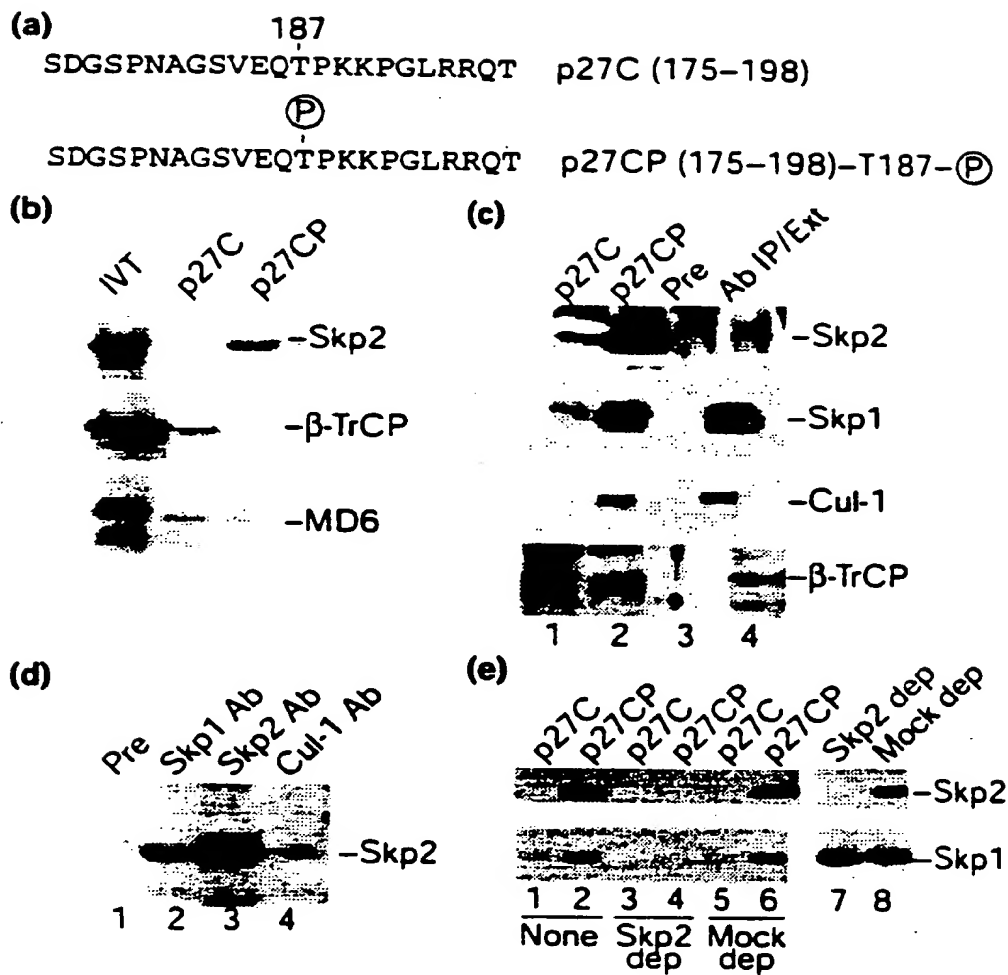 (a)
187
SDGSPNAGSVEQTPKKPGLRRQT p27C (175–198)
P
SDGSPNAGSVEQTPKKPGLRRQT p27CP (175–198)–T187–P
(b)
IVT p27C p27CP
–Skp2
–β-TrCP
–MD6
(c)
p27C p27CP Pre Ab IP/Ext
–Skp2
–Skp1
–Cul-1
–β-TrCP
1 2 3 4
(d)
Pre Skp1 Ab Skp2 Ab Cul-1 Ab
–Skp2
1 2 3 4
(e)
p27C p27CP p27C p27CP p27C p27CP Skp2 dep Mock dep
–Skp2
–Skp1
1 2 3 4 5 6 7 8
None Skp2 dep Mock dep